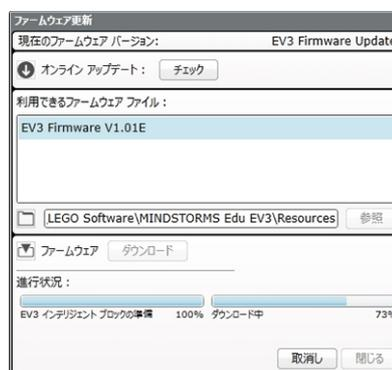 ファームウェア更新
現在のファームウェア バージョン: EV3 Firmware Update
オンライン アップデート: チェック
利用できるファームウェア ファイル:
EV3 Firmware V1.01E
LEGO Software\MINDSTORMS Edu EV3\Resources 参照
ファームウェア ダウンロード
進行状況:
EV3 インテリジェント ブロックの準備 100% ダウンロード中 73%
取消し 閉じる